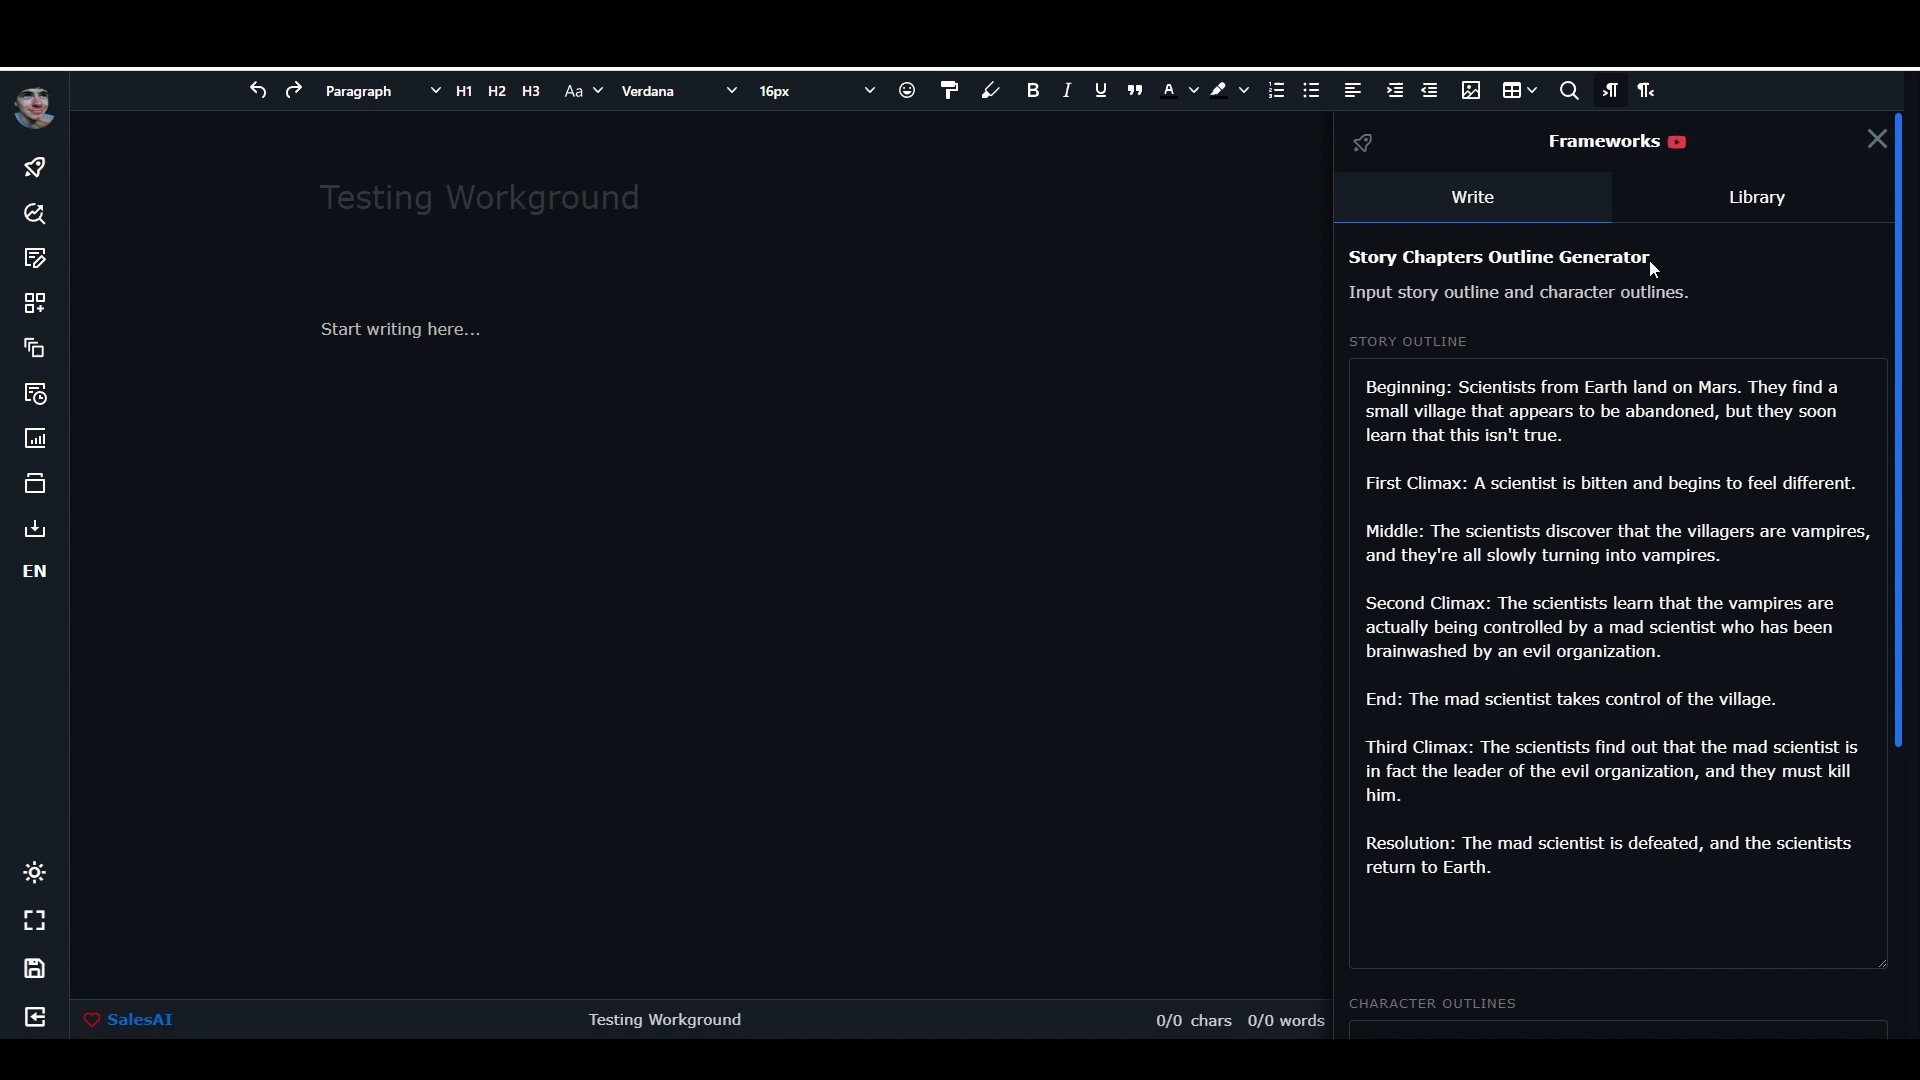 Paragraph H1 H2 H3 Aa Verdana 16px B I U A
Frameworks
Write Library
Testing Workground
Start writing here...
Story Chapters Outline Generator
Input story outline and character outlines.
STORY OUTLINE
Beginning: Scientists from Earth land on Mars. They find a
small village that appears to be abandoned, but they soon
learn that this isn't true.
First Climax: A scientist is bitten and begins to feel different.
Middle: The scientists discover that the villagers are vampires,
and they're all slowly turning into vampires.
Second Climax: The scientists learn that the vampires are
actually being controlled by a mad scientist who has been
brainwashed by an evil organization.
End: The mad scientist takes control of the village.
Third Climax: The scientists find out that the mad scientist is
in fact the leader of the evil organization, and they must kill
him.
Resolution: The mad scientist is defeated, and the scientists
return to Earth.
CHARACTER OUTLINES
EN
SalesAI Testing Workground 0/0 chars 0/0 words